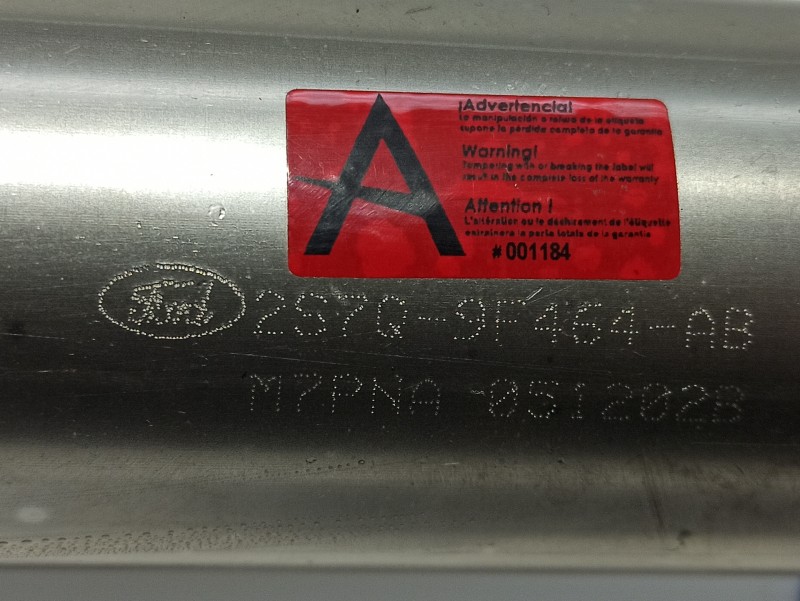 A
¡Advertencia!
La manipulación o rotura de la etiqueta
supone la pérdida completa de la garantía
Warning!
Tampering with or breaking the label will
result in the complete loss of the warranty
Attention !
L'altération ou le déchirement de l'étiquette
entraînera la perte totale de la garantie
#001184
Ford 2S7Q-9F464-AB
M7PNA 051202B